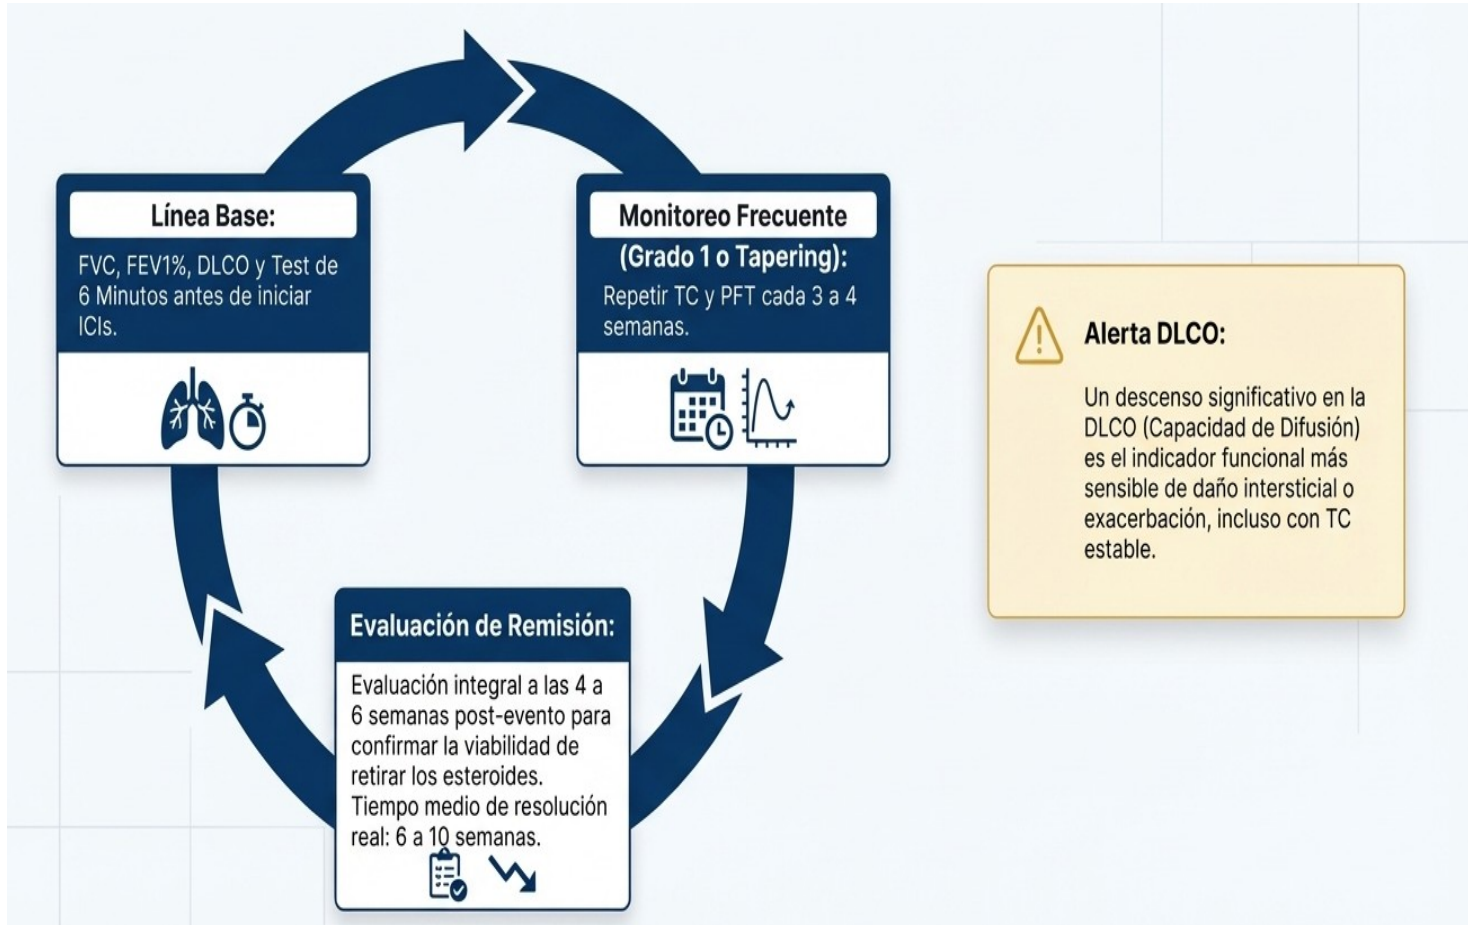 Línea Base:
FVC, FEV1%, DLCO y Test de
6 Minutos antes de iniciar
ICIs.
Monitoreo Frecuente
(Grado 1 o Tapering):
Repetir TC y PFT cada 3 a 4
semanas.
Evaluación de Remisión:
Evaluación integral a las 4 a
6 semanas post-evento para
confirmar la viabilidad de
retirar los esteroides.
Tiempo medio de resolución
real: 6 a 10 semanas.
Alerta DLCO:
Un descenso significativo en la
DLCO (Capacidad de Difusión)
es el indicador funcional más
sensible de daño intersticial o
exacerbación, incluso con TC
estable.